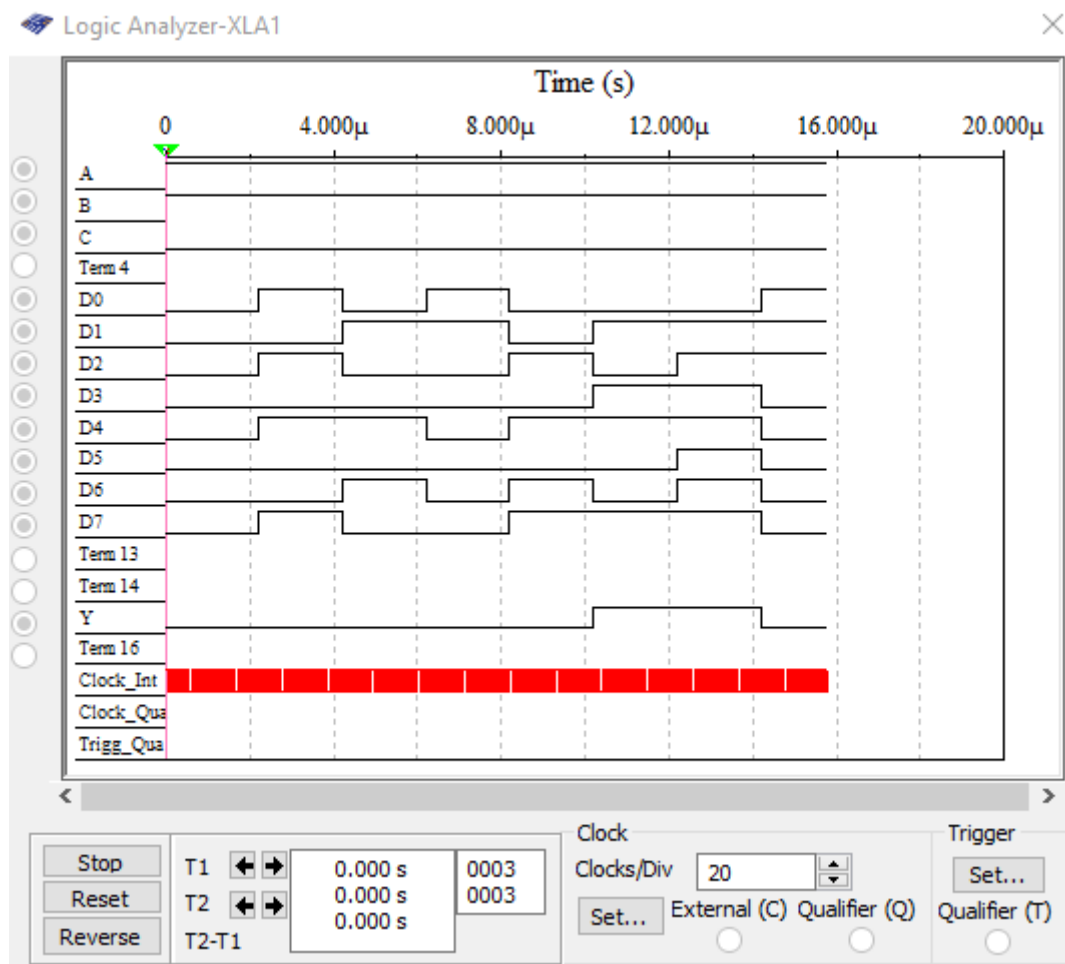 Logic Analyzer-XLA1
Time (s)
0 4.000µ 8.000µ 12.000µ 16.000µ 20.000µ
A
B
C
Term 4
D0
D1
D2
D3
D4
D5
D6
D7
Term 13
Term 14
Y
Term 16
Clock_Int
Clock_Qua
Trigg_Qua
Stop
Reset
Reverse
T1 0.000 s 0003
T2 0.000 s 0003
T2-T1 0.000 s
Clock
Clocks/Div 20
Set... External (C) Qualifier (Q)
Trigger
Set...
Qualifier (T)